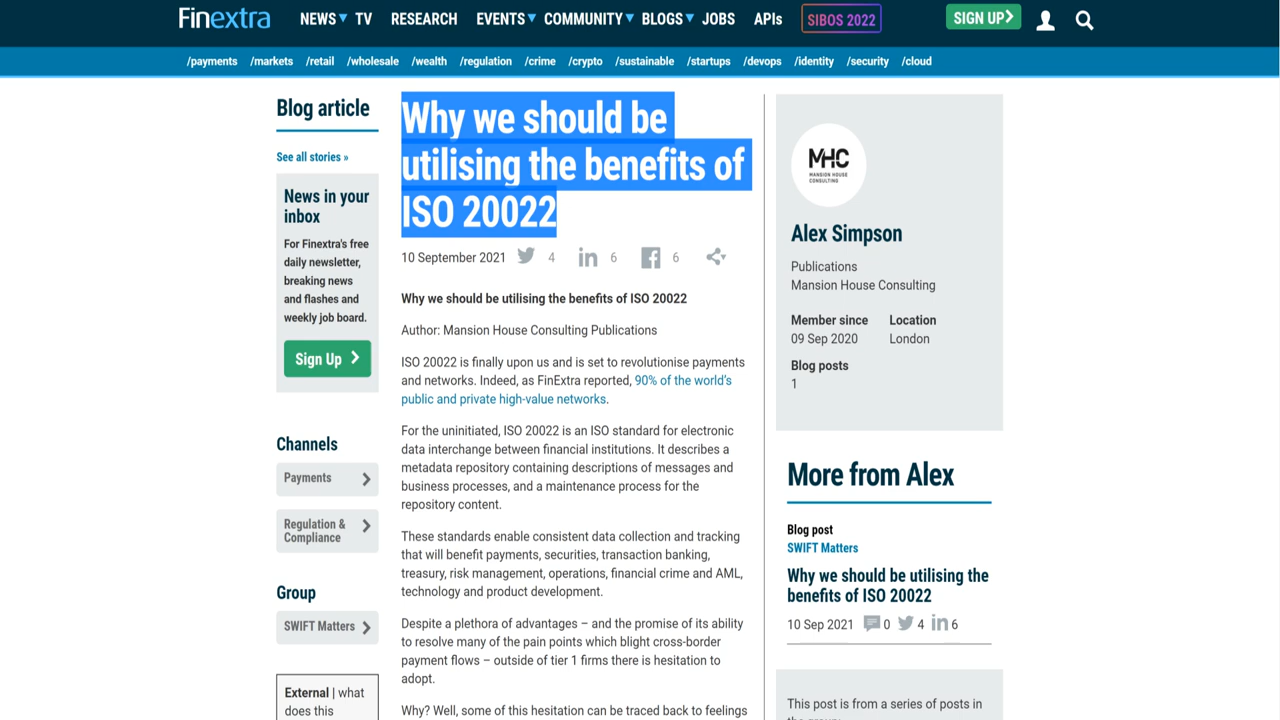 Finextra
NEWS TV RESEARCH EVENTS COMMUNITY BLOGS JOBS APIs SIBOS 2022 SIGN UP
/payments /markets /retail /wholesale /wealth /regulation /crime /crypto /sustainable /startups /devops /identity /security /cloud
Blog article
See all stories »
News in your
inbox
For Finextra's free
daily newsletter,
breaking news
and flashes and
weekly job board.
Sign Up
Channels
Payments
Regulation &
Compliance
Group
SWIFT Matters
External | what
does this
Why we should be
utilising the benefits of
ISO 20022
10 September 2021 4 6 6
Why we should be utilising the benefits of ISO 20022
Author: Mansion House Consulting Publications
ISO 20022 is finally upon us and is set to revolutionise payments
and networks. Indeed, as FinExtra reported, 90% of the world's
public and private high-value networks.
For the uninitiated, ISO 20022 is an ISO standard for electronic
data interchange between financial institutions. It describes a
metadata repository containing descriptions of messages and
business processes, and a maintenance process for the
repository content.
These standards enable consistent data collection and tracking
that will benefit payments, securities, transaction banking,
treasury, risk management, operations, financial crime and AML,
technology and product development.
Despite a plethora of advantages – and the promise of its ability
to resolve many of the pain points which blight cross-border
payment flows – outside of tier 1 firms there is hesitation to
adopt.
Why? Well, some of this hesitation can be traced back to feelings
MHC
MANSION HOUSE
CONSULTING
Alex Simpson
Publications
Mansion House Consulting
Member since Location
09 Sep 2020 London
Blog posts
1
More from Alex
Blog post
SWIFT Matters
Why we should be utilising the
benefits of ISO 20022
10 Sep 2021 0 4 6
This post is from a series of posts in
the group: